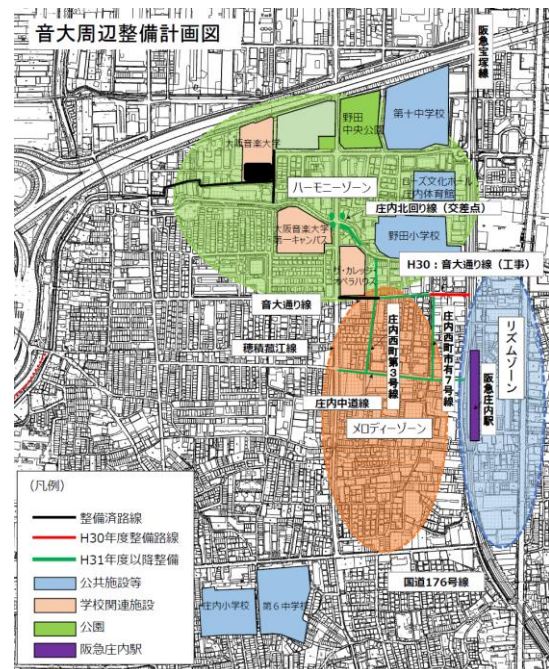 音大周辺整備計画図
阪急宝塚線
第十中学校
野田
中央公園
大阪音楽大学
ハーモニーゾーン
ローズ文化ホール
庄内体育館
庄内北回り線（交差点）
大阪音楽大学
第一キャンパス
野田小学校
H30：音大通り線（工事）
ザ・カレッジ・
オペラハウス
音大通り線
穂積菰江線
庄内西町第3号線
庄内西町市有7号線
リズムゾーン
阪急庄内駅
庄内中道線
メロディーゾーン
国道176号線
庄内小学校
第6中学校
（凡例）
整備済路線
H30年度整備路線
H31年度以降整備
公共施設等
学校関連施設
公園
阪急庄内駅